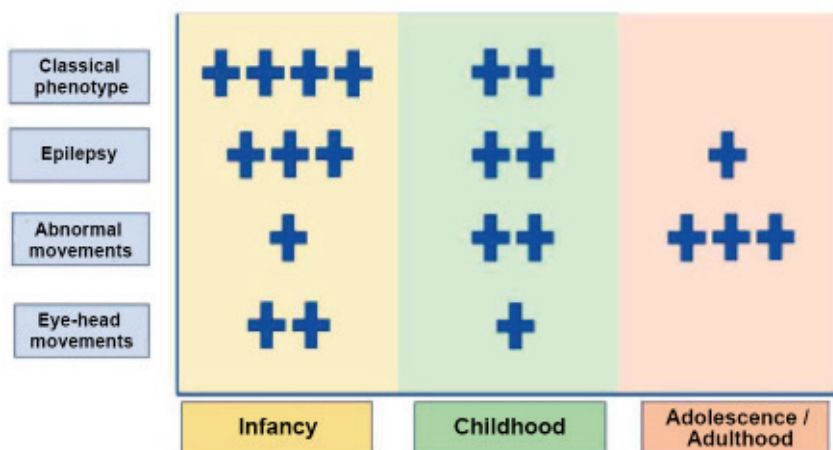 Classical
phenotype
Epilepsy
Abnormal
movements
Eye-head
movements
Infancy
Childhood
Adolescence /
Adulthood